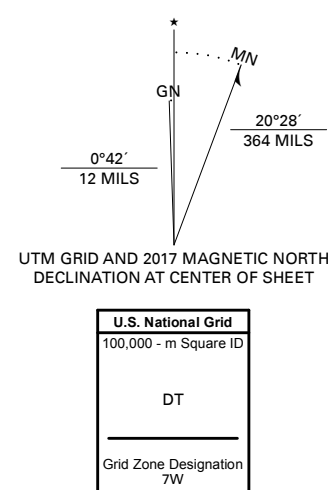 ★
MN
GN
20°28´
364 MILS
0°42´
12 MILS
UTM GRID AND 2017 MAGNETIC NORTH
DECLINATION AT CENTER OF SHEET
U.S. National Grid
100,000 - m Square ID
DT
Grid Zone Designation
7W